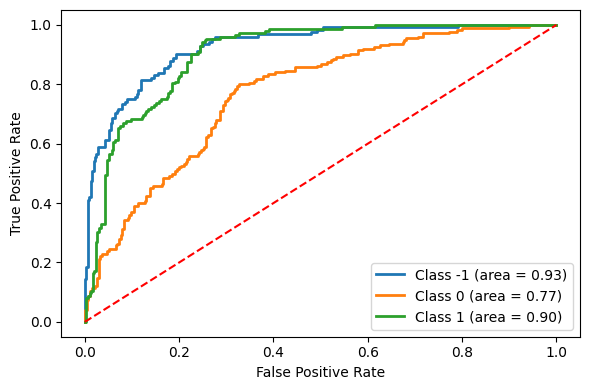 1.0
0.8
0.6
0.4
0.2
0.0
True Positive Rate
Class -1 (area = 0.93)
Class 0 (area = 0.77)
Class 1 (area = 0.90)
0.0 0.2 0.4 0.6 0.8 1.0
False Positive Rate